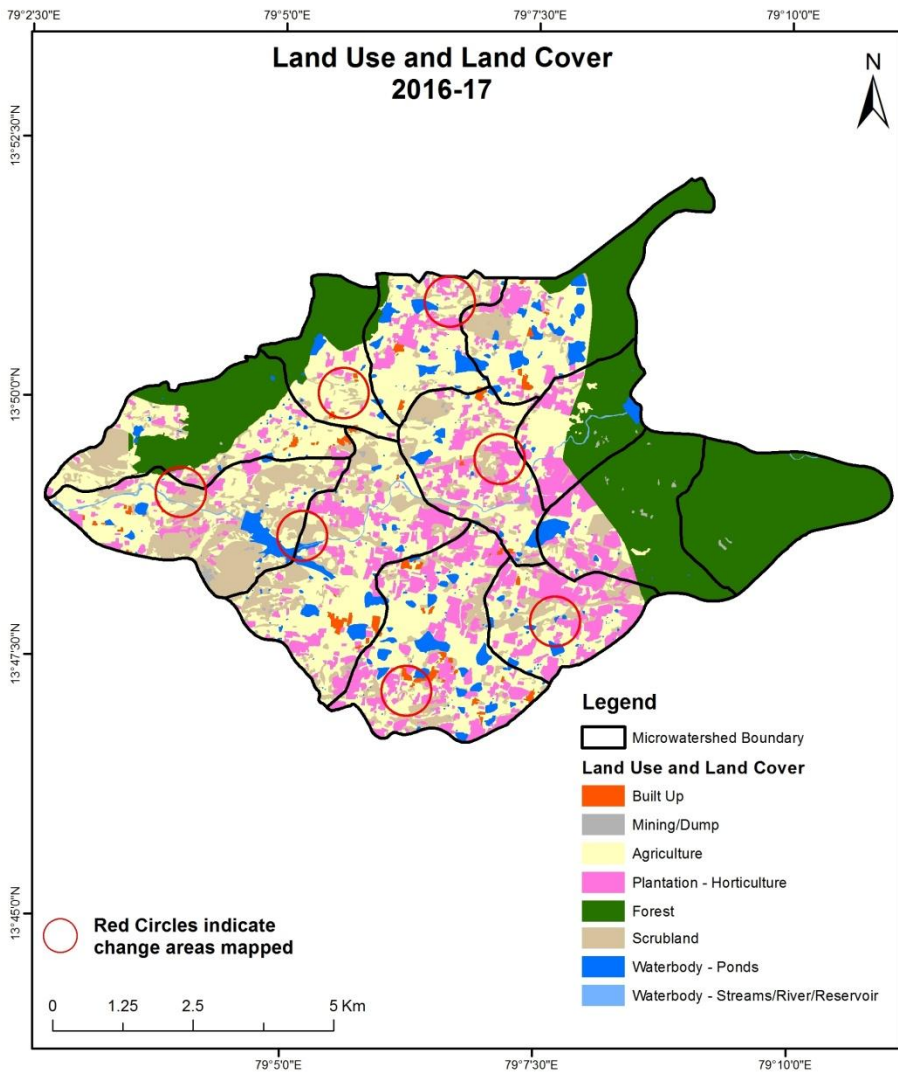 79°2'30"E 79°5'0"E 79°7'30"E 79°10'0"E
Land Use and Land Cover
2016-17
N
13°52'30"N
13°50'0"N
13°47'30"N
13°45'0"N
Legend
Microwatershed Boundary
Land Use and Land Cover
Built Up
Mining/Dump
Agriculture
Plantation - Horticulture
Forest
Scrubland
Waterbody - Ponds
Waterbody - Streams/River/Reservoir
Red Circles indicate
change areas mapped
0 1.25 2.5 5 Km
79°5'0"E 79°7'30"E 79°10'0"E